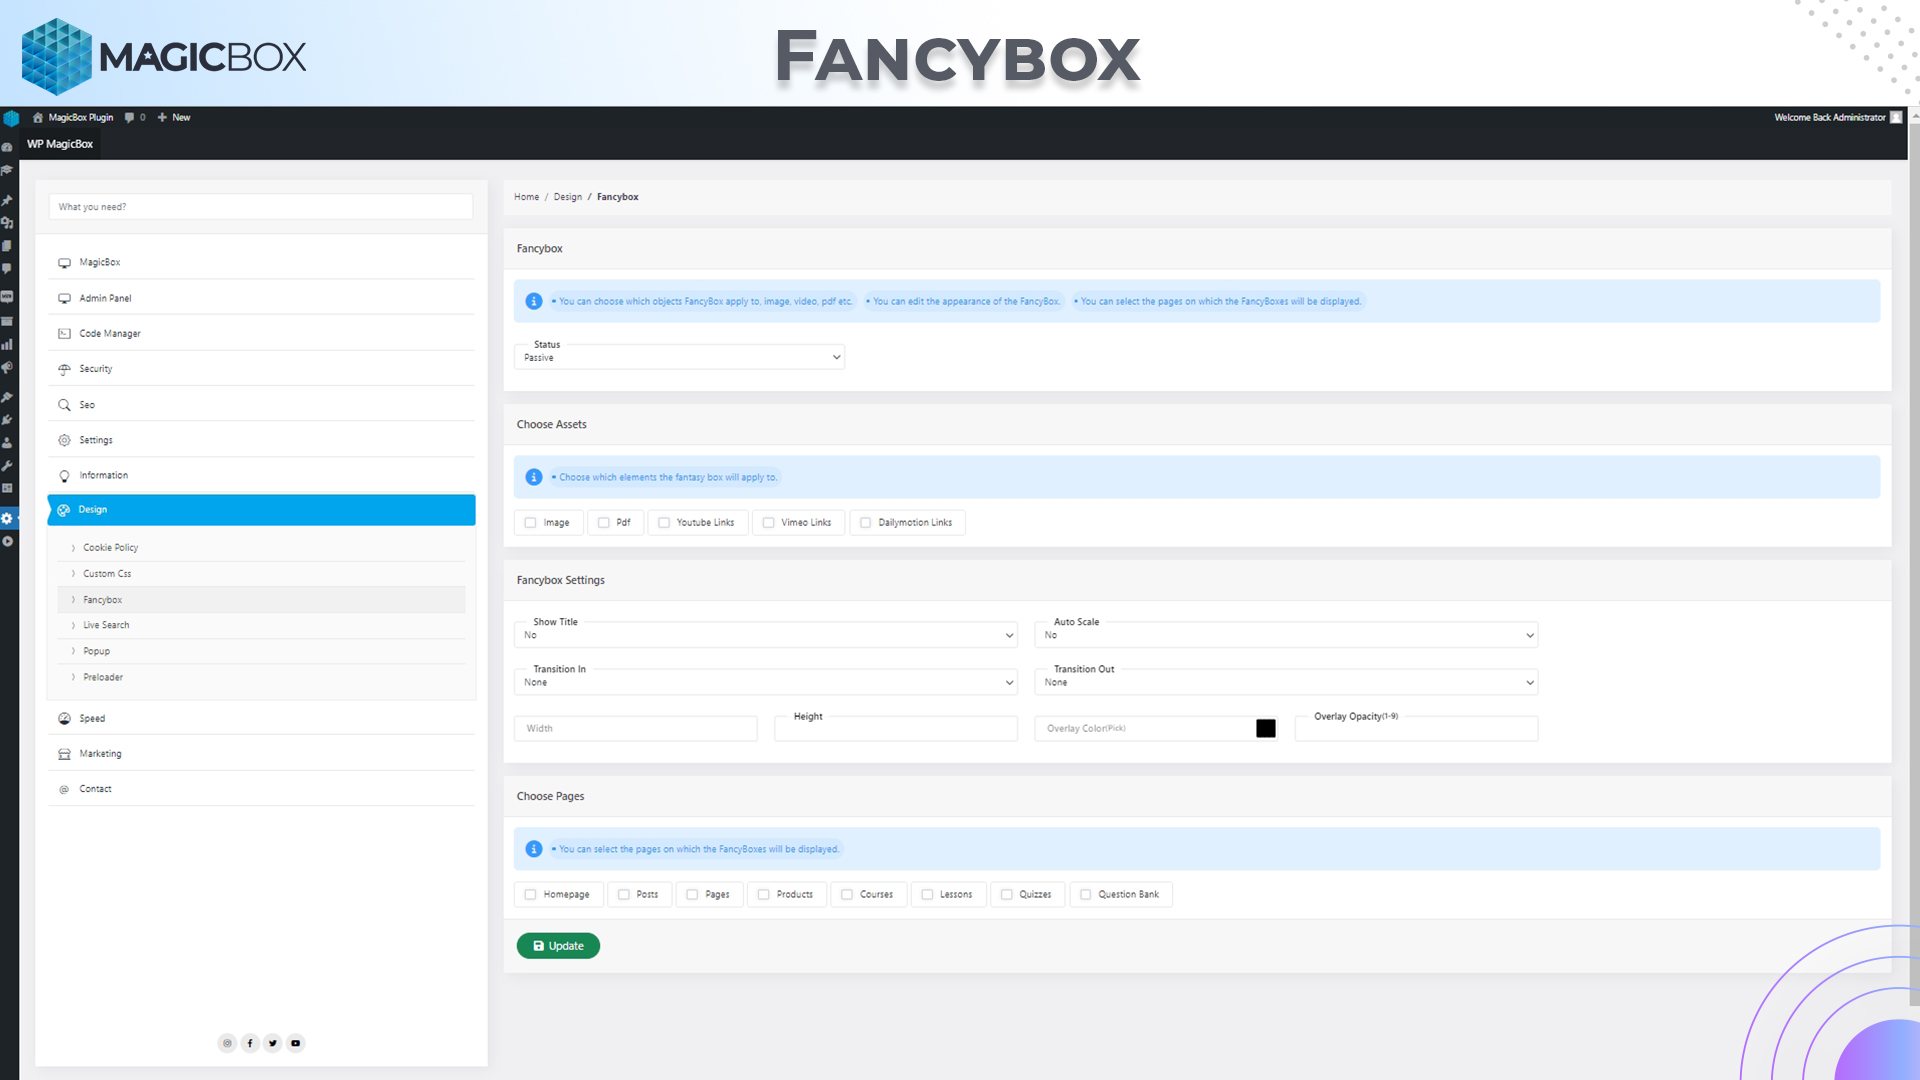 MAGICBOX
FANCYBOX
MagicBox Plugin 0 New
Welcome Back Administrator
WP MagicBox
What you need?
MagicBox
Admin Panel
Code Manager
Security
Seo
Settings
Information
Design
Cookie Policy
Custom Css
Fancybox
Live Search
Popup
Preloader
Speed
Marketing
Contact
Home / Design / Fancybox
Fancybox
• You can choose which objects FancyBox apply to, image, video, pdf etc. • You can edit the appearance of the FancyBox. • You can select the pages on which the FancyBoxes will be displayed.
Status
Passive
Choose Assets
• Choose which elements the fantasy box will apply to.
Image Pdf Youtube Links Vimeo Links Dailymotion Links
Fancybox Settings
Show Title
No
Auto Scale
No
Transition In
None
Transition Out
None
Width
Height
Overlay Color(Pick)
Overlay Opacity(1-9)
Choose Pages
• You can select the pages on which the FancyBoxes will be displayed.
Homepage Posts Pages Products Courses Lessons Quizzes Question Bank
Update